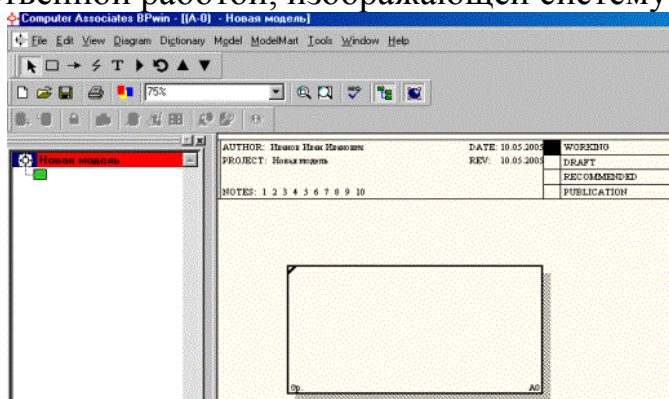 ственной работой, изображающей систему
Computer Associates BPwin - [(A-0) - Новая модель]
File Edit View Diagram Dictionary Model ModelMart Tools Window Help
75%
Новая модель
AUTHOR: Иванов Иван Иванович DATE: 10.05.2005 WORKING
PROJECT: Новая модель REV: 10.05.2005 DRAFT
RECOMMENDED
NOTES: 1 2 3 4 5 6 7 8 9 10 PUBLICATION
0р. A0